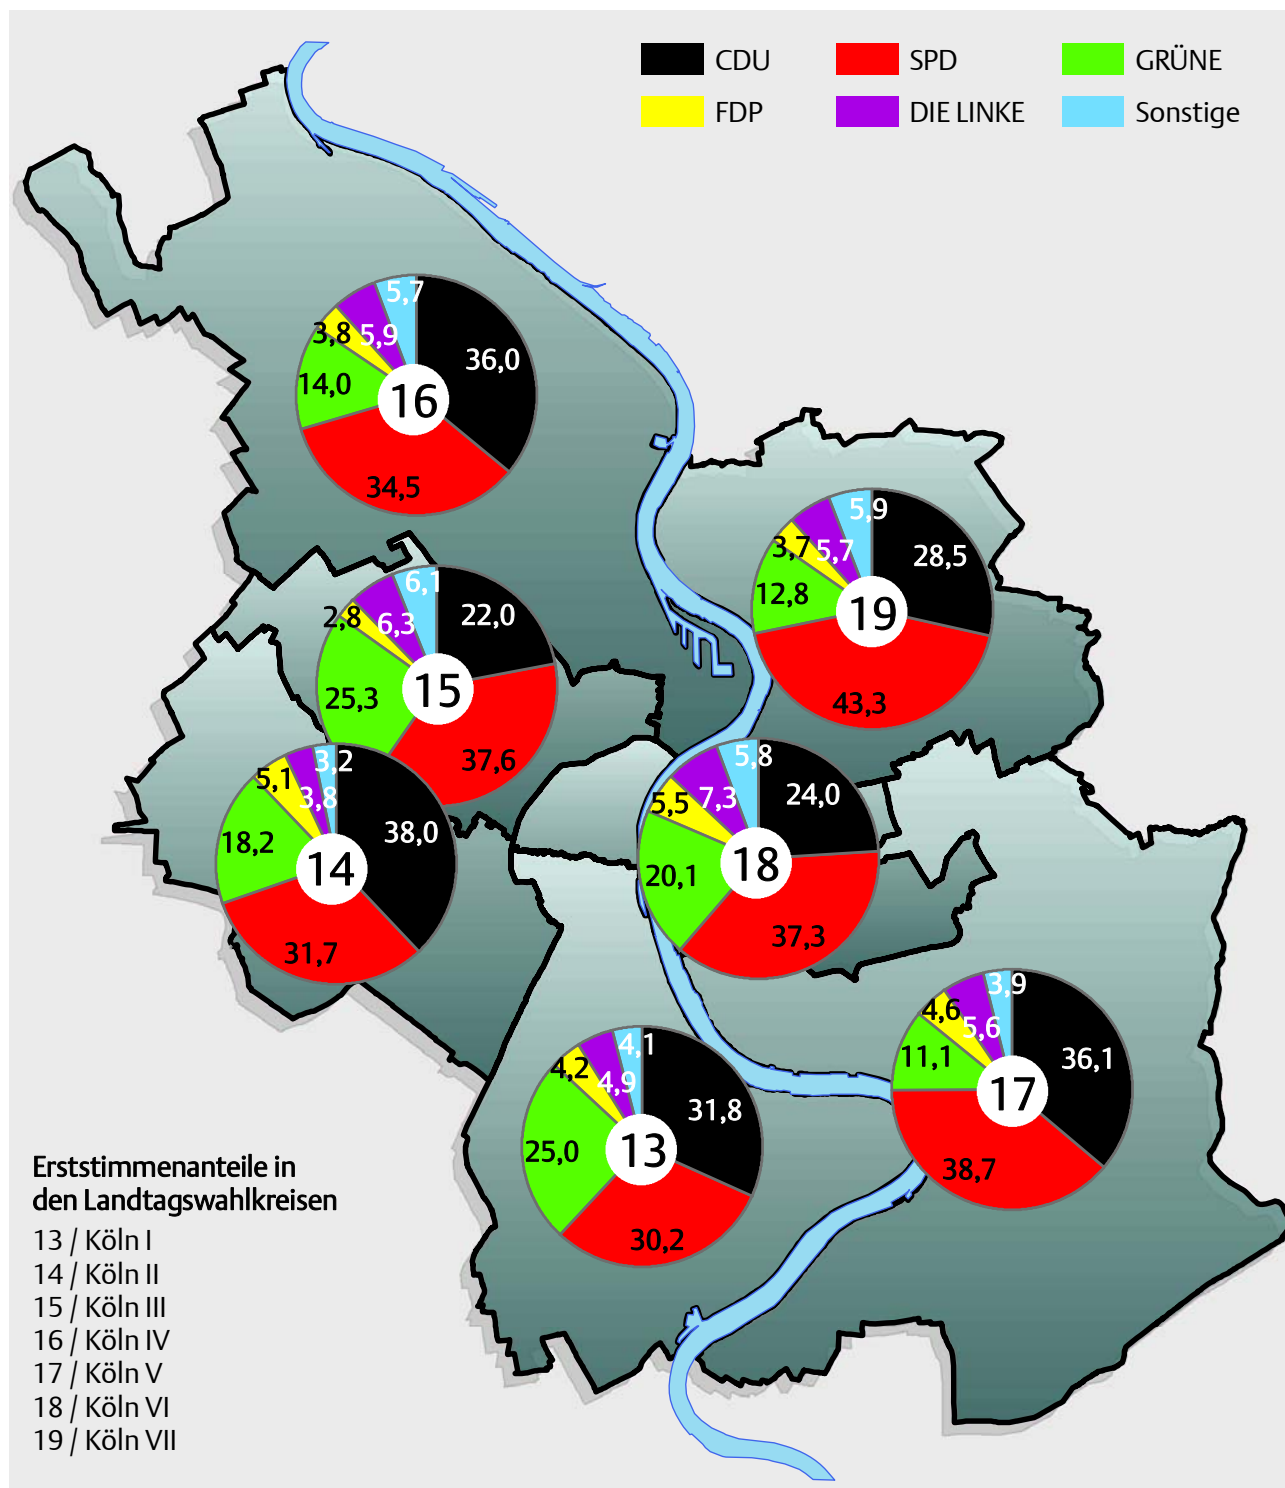 CDU SPD GRÜNE
FDP DIE LINKE Sonstige
5,7
3,8 5,9 36,0
14,0 16
34,5
5,9
3,7 5,7 28,5
12,8 19
43,3
6,1
2,8 6,3 22,0
25,3 15
37,6
3,2
5,1 3,8 38,0
18,2 14
31,7
5,8
5,5 7,3 24,0
20,1 18
37,3
3,9
4,6 5,6 36,1
11,1 17
38,7
4,1
4,2 4,9 31,8
25,0 13
30,2
Erststimmenanteile in
den Landtagswahlkreisen
13 / Köln I
14 / Köln II
15 / Köln III
16 / Köln IV
17 / Köln V
18 / Köln VI
19 / Köln VII